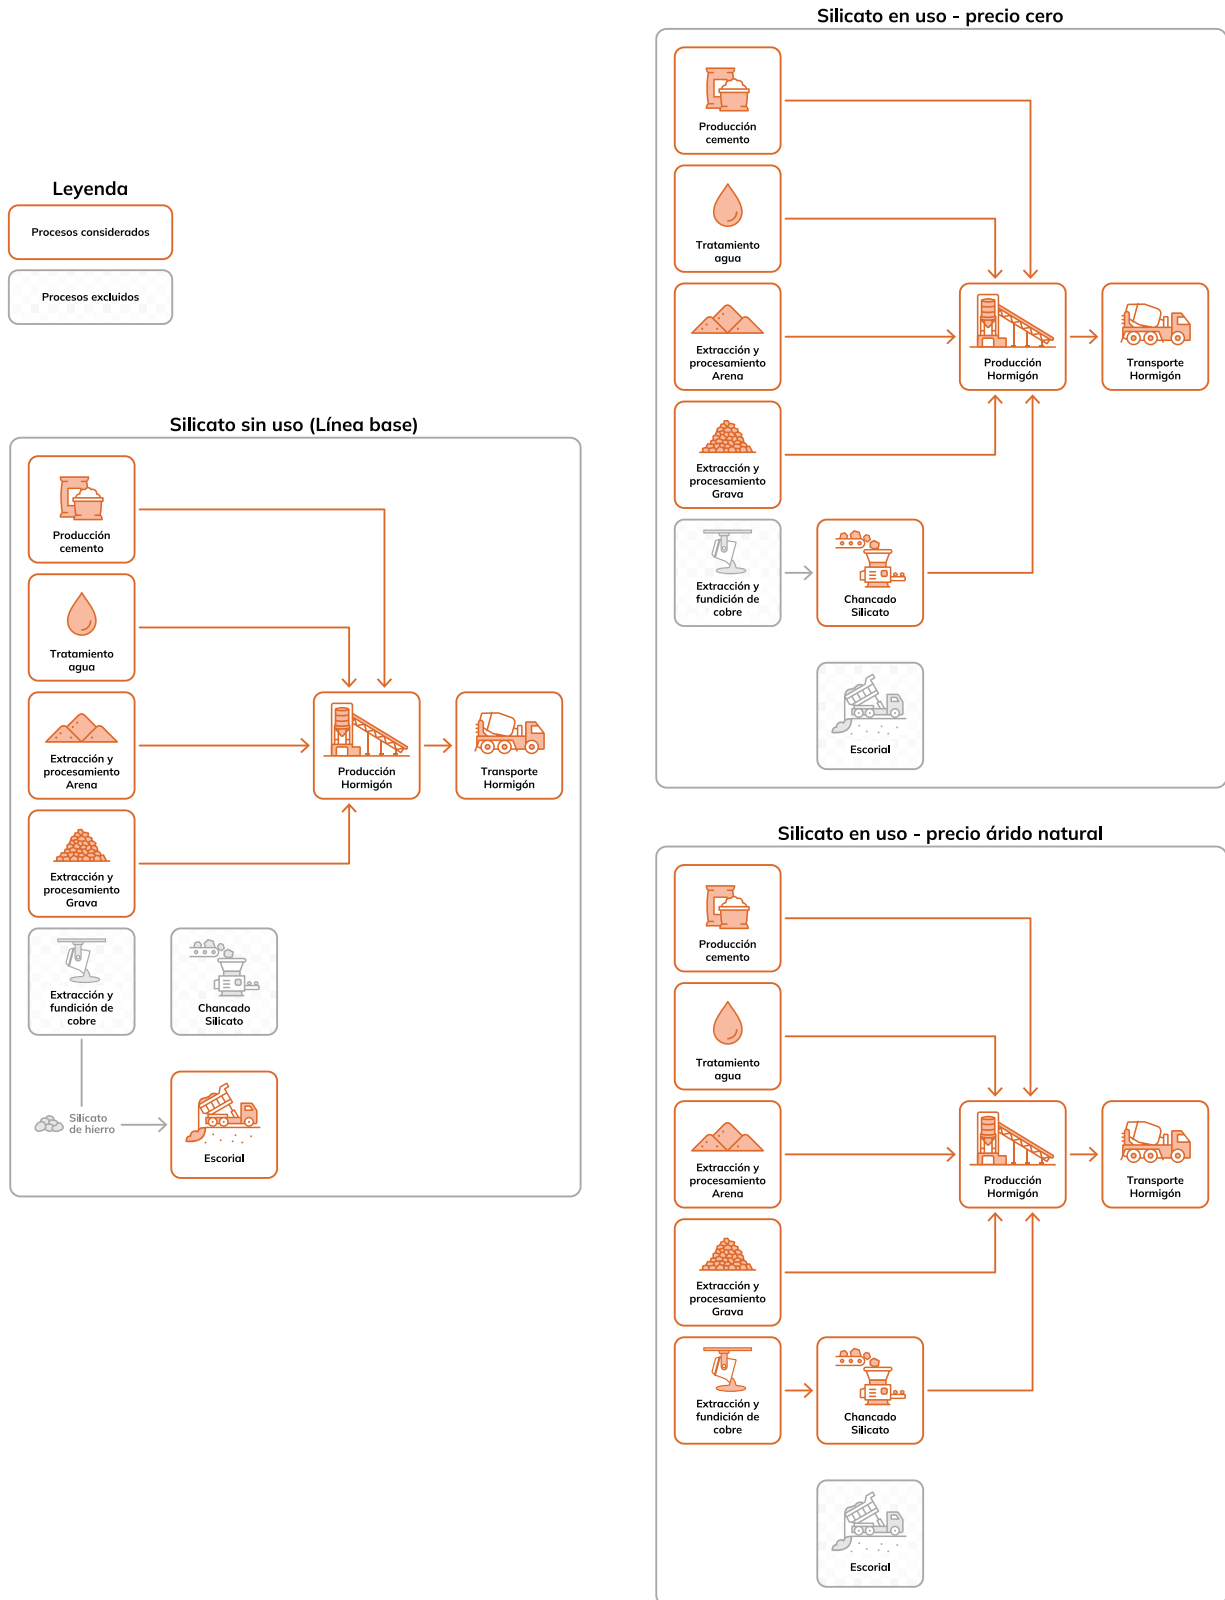 Leyenda
Procesos considerados
Procesos excluidos
Silicato sin uso (Línea base)
Producción
cemento
Tratamiento
agua
Extracción y
procesamiento
Arena
Extracción y
procesamiento
Grava
Producción
Hormigón
Transporte
Hormigón
Extracción y
fundición de
cobre
Chancado
Silicato
Silicato
de hierro
Escorial
Silicato en uso - precio cero
Producción
cemento
Tratamiento
agua
Extracción y
procesamiento
Arena
Extracción y
procesamiento
Grava
Producción
Hormigón
Transporte
Hormigón
Extracción y
fundición de
cobre
Chancado
Silicato
Escorial
Silicato en uso - precio árido natural
Producción
cemento
Tratamiento
agua
Extracción y
procesamiento
Arena
Extracción y
procesamiento
Grava
Producción
Hormigón
Transporte
Hormigón
Extracción y
fundición de
cobre
Chancado
Silicato
Escorial